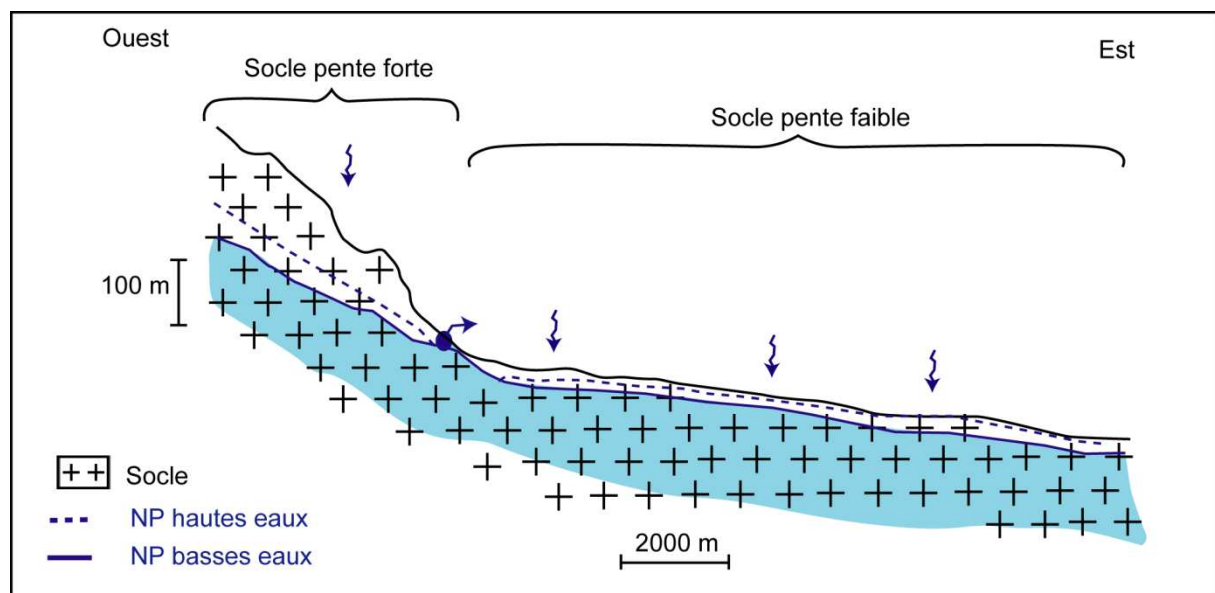 Ouest
Est
Socle pente forte
Socle pente faible
100 m
Socle
NP hautes eaux
NP basses eaux
2000 m